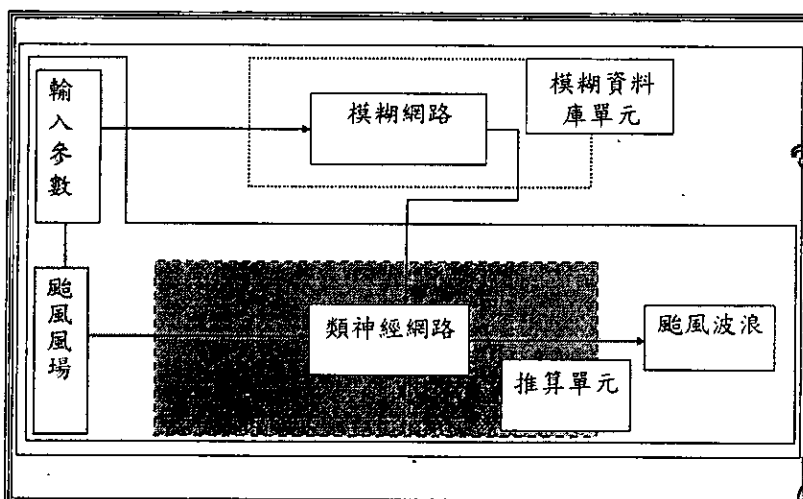 輸入參數
模糊網路
模糊資料
庫單元
颱風風場
類神經網路
颱風波浪
推算單元